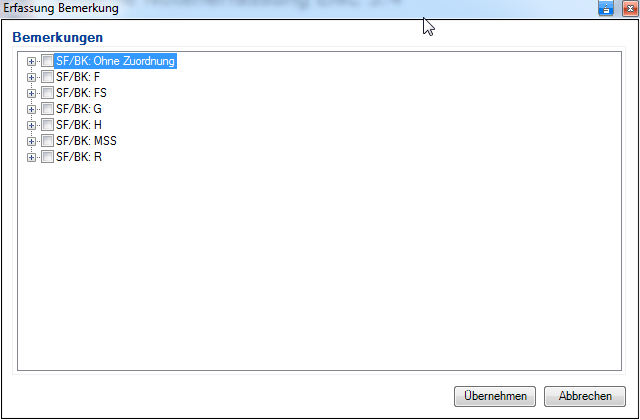 Erfassung Bemerkung
Bemerkungen
SF/BK: Ohne Zuordnung
SF/BK: F
SF/BK: FS
SF/BK: G
SF/BK: H
SF/BK: MSS
SF/BK: R
Übernehmen Abbrechen